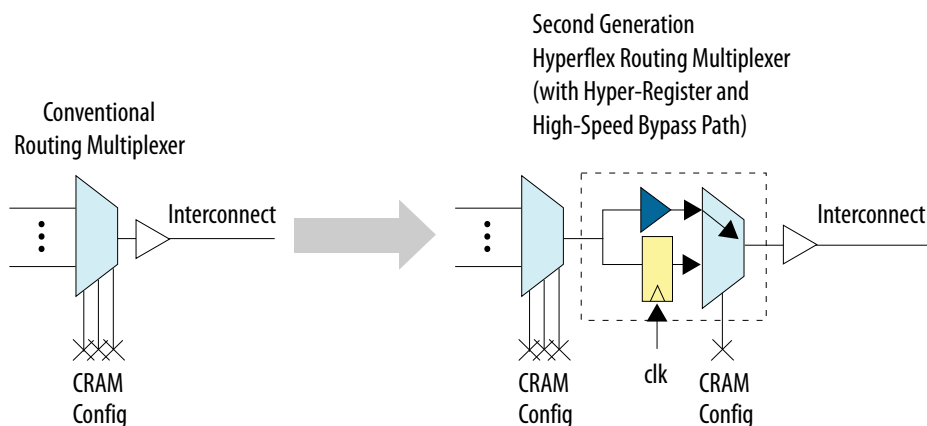 Second Generation
Hyperflex Routing Multiplexer
(with Hyper-Register and
High-Speed Bypass Path)
Conventional
Routing Multiplexer
Interconnect
Interconnect
clk
CRAM
Config
CRAM
Config
CRAM
Config